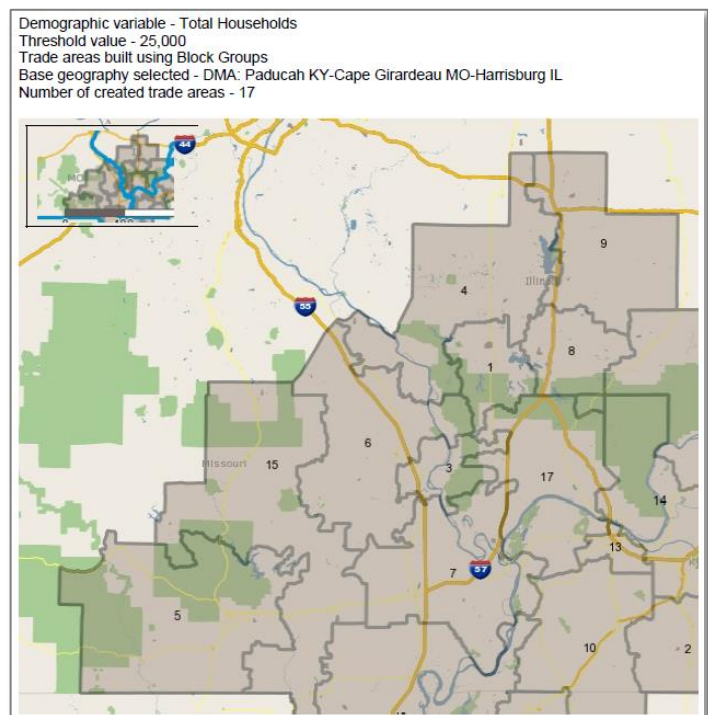 Demographic variable - Total Households
Threshold value - 25,000
Trade areas built using Block Groups
Base geography selected - DMA: Paducah KY-Cape Girardeau MO-Harrisburg IL
Number of created trade areas - 17
44
MO
9
4
55
8
1
6
3
Missouri
15
17
14
13
57
7
5
10
2